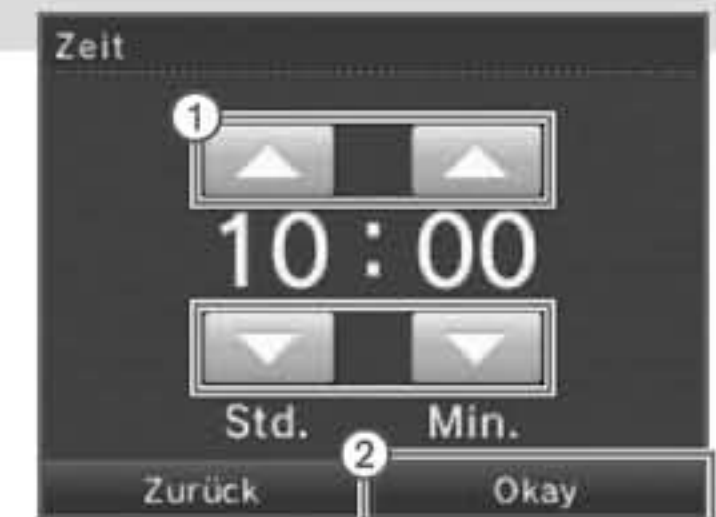 Zeit
①
10 : 00
Std. Min.
②
Zurück Okay